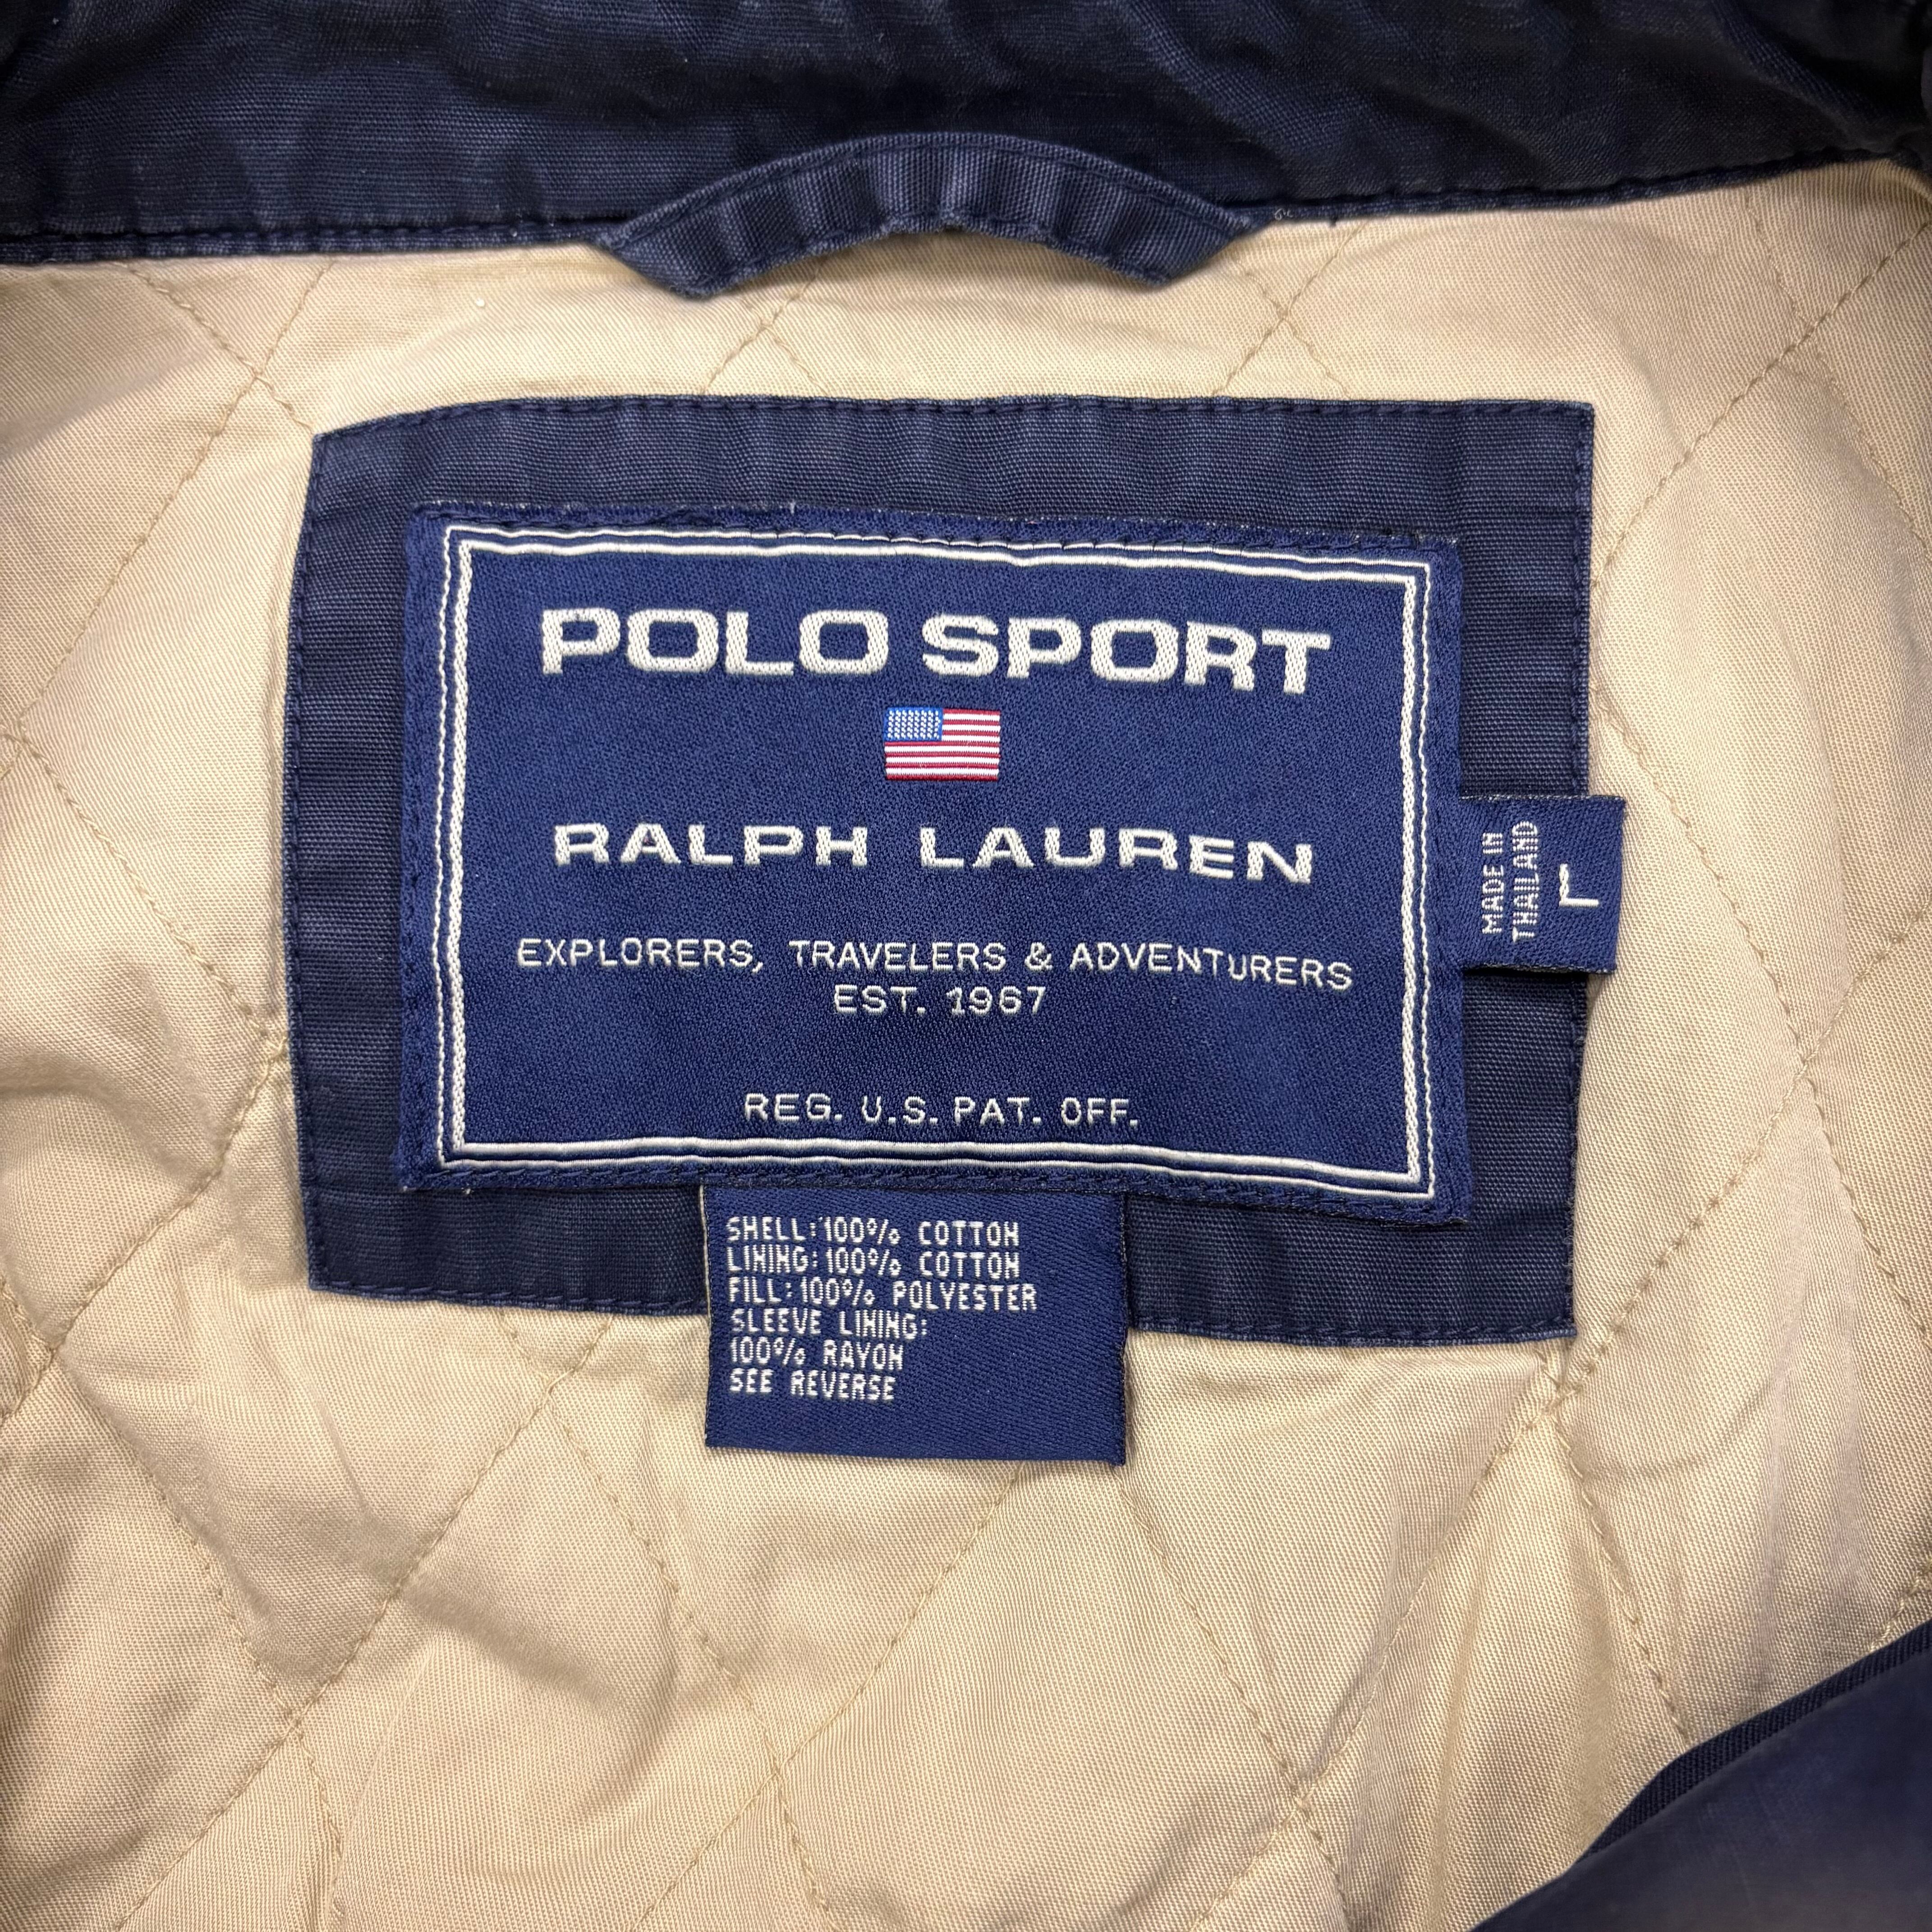 POLO SPORT
RALPH LAUREN
EXPLORERS, TRAVELERS & ADVENTURERS
EST. 1967
REG. U.S. PAT. OFF.
MADE IN
THAILAND
L
SHELL: 100% COTTON
LINING: 100% COTTON
FILL: 100% POLYESTER
SLEEVE LINING:
100% RAYON
SEE REVERSE